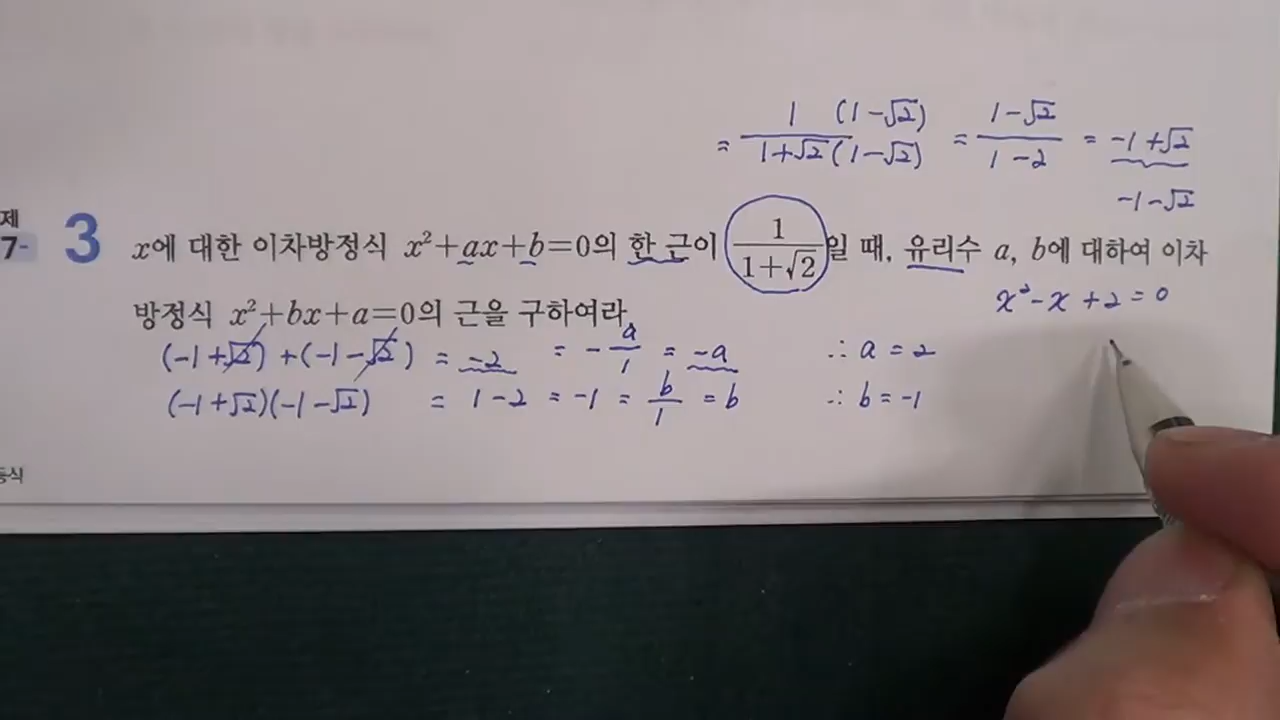 = 1 (1-√2) / 1+√2 (1-√2) = 1-√2 / 1-2 = -1+√2
-1-√2
제
7-
3 x에 대한 이차방정식 x²+ax+b=0의 한 근이 1/(1+√2)일 때, 유리수 a, b에 대하여 이차
방정식 x²+bx+a=0의 근을 구하여라.
x²-x+2=0
(-1+√2)+(-1-√2) = -2 = -a/1 = -a ∴ a=2
(-1+√2)(-1-√2) = 1-2 = -1 = b/1 = b ∴ b=-1
등식